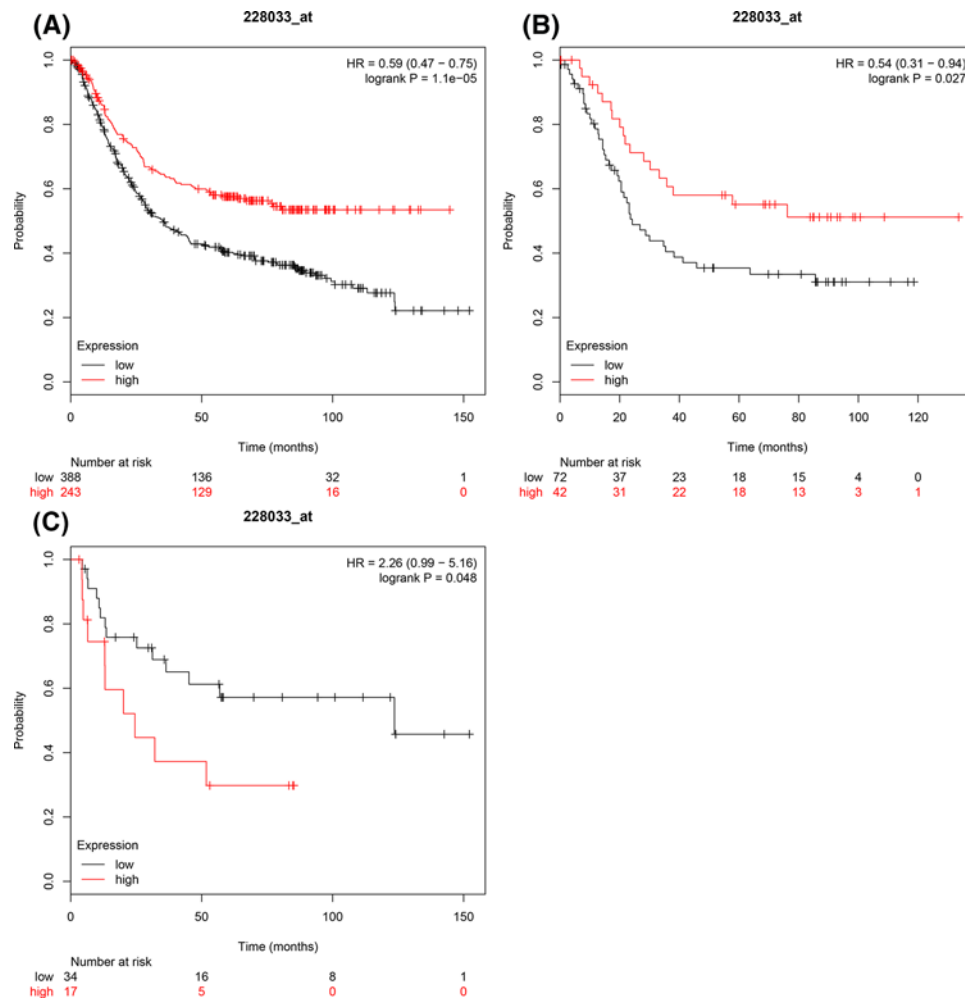 (A)
228033_at
HR = 0.59 (0.47 − 0.75)
logrank P = 1.1e−05
Probability
1.0
0.8
0.6
0.4
0.2
0.0
Expression
low
high
0 50 100 150
Time (months)
Number at risk
low 388 136 32 1
high 243 129 16 0
(B)
228033_at
HR = 0.54 (0.31 − 0.94)
logrank P = 0.027
Probability
1.0
0.8
0.6
0.4
0.2
0.0
Expression
low
high
0 20 40 60 80 100 120
Time (months)
Number at risk
low 72 37 23 18 15 4 0
high 42 31 22 18 13 3 1
(C)
228033_at
HR = 2.26 (0.99 − 5.16)
logrank P = 0.048
Probability
1.0
0.8
0.6
0.4
0.2
0.0
Expression
low
high
0 50 100 150
Time (months)
Number at risk
low 34 16 8 1
high 17 5 0 0